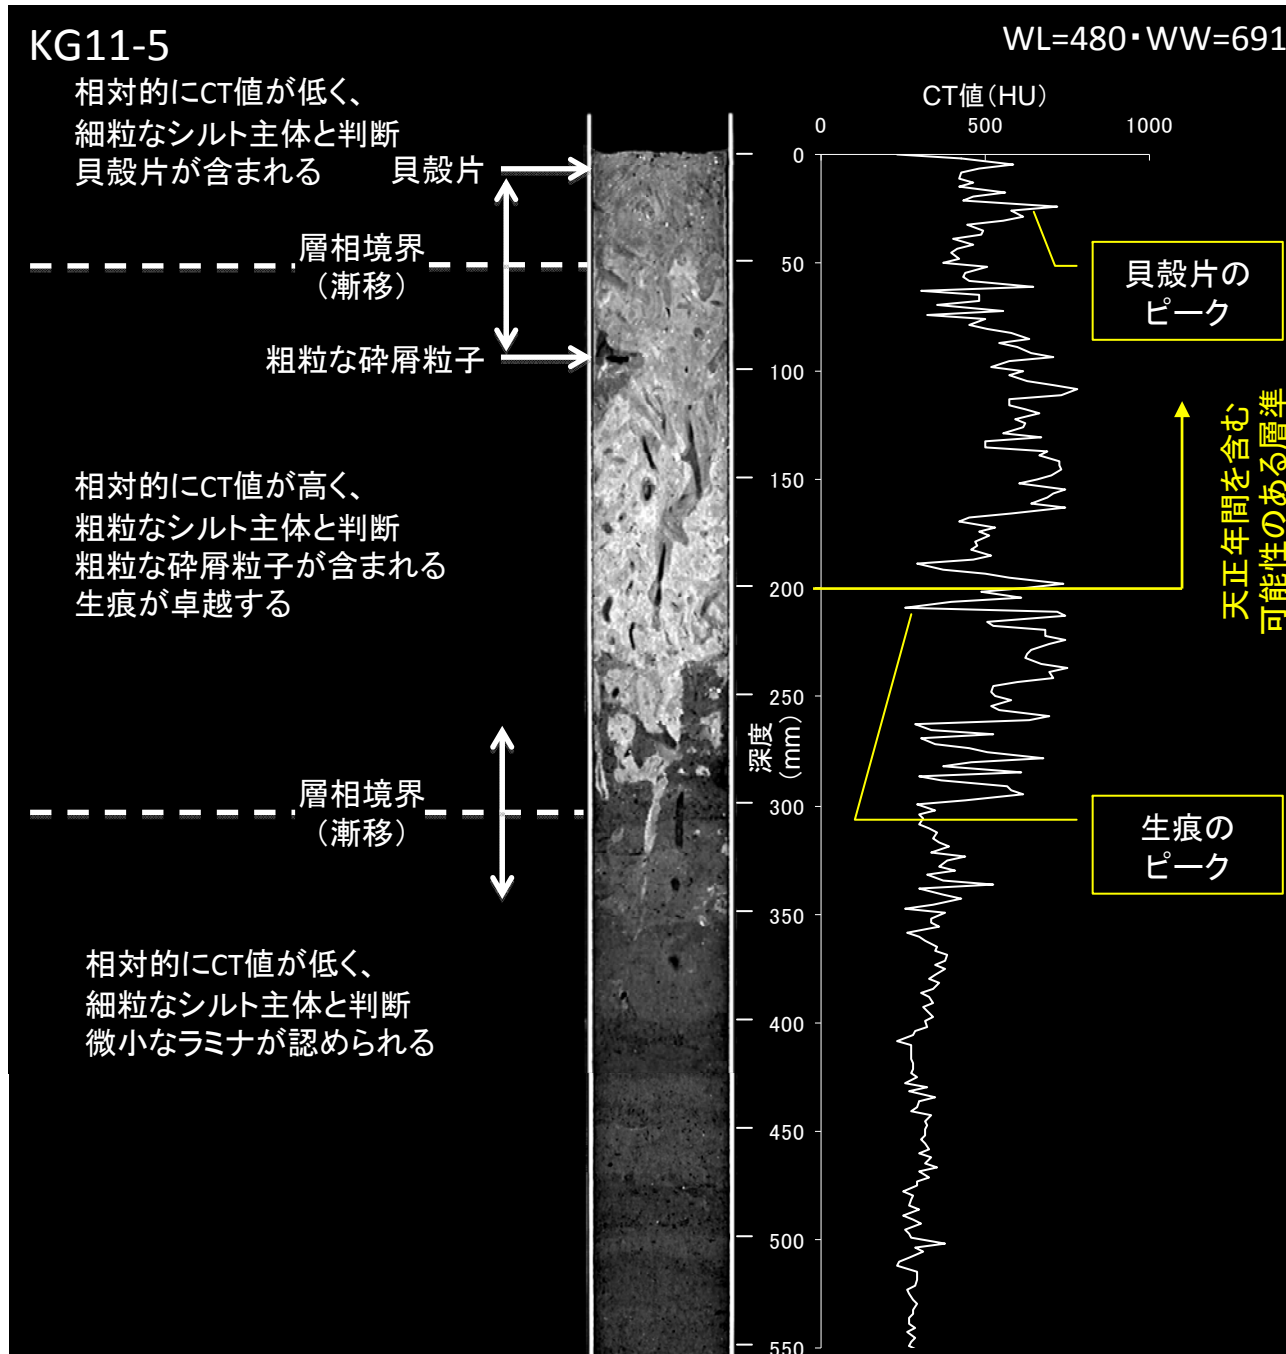 KG11-5
WL=480・WW=691
相対的にCT値が低く、
細粒なシルト主体と判断
貝殻片が含まれる
貝殻片
層相境界
（漸移）
粗粒な砕屑粒子
相対的にCT値が高く、
粗粒なシルト主体と判断
粗粒な砕屑粒子が含まれる
生痕が卓越する
層相境界
（漸移）
相対的にCT値が低く、
細粒なシルト主体と判断
微小なラミナが認められる
CT値（HU）
0
500
1000
0
50
100
150
200
250
300
350
400
450
500
550
深度
（mm）
貝殻片の
ピーク
天正年間を含む
可能性のある層準
生痕の
ピーク